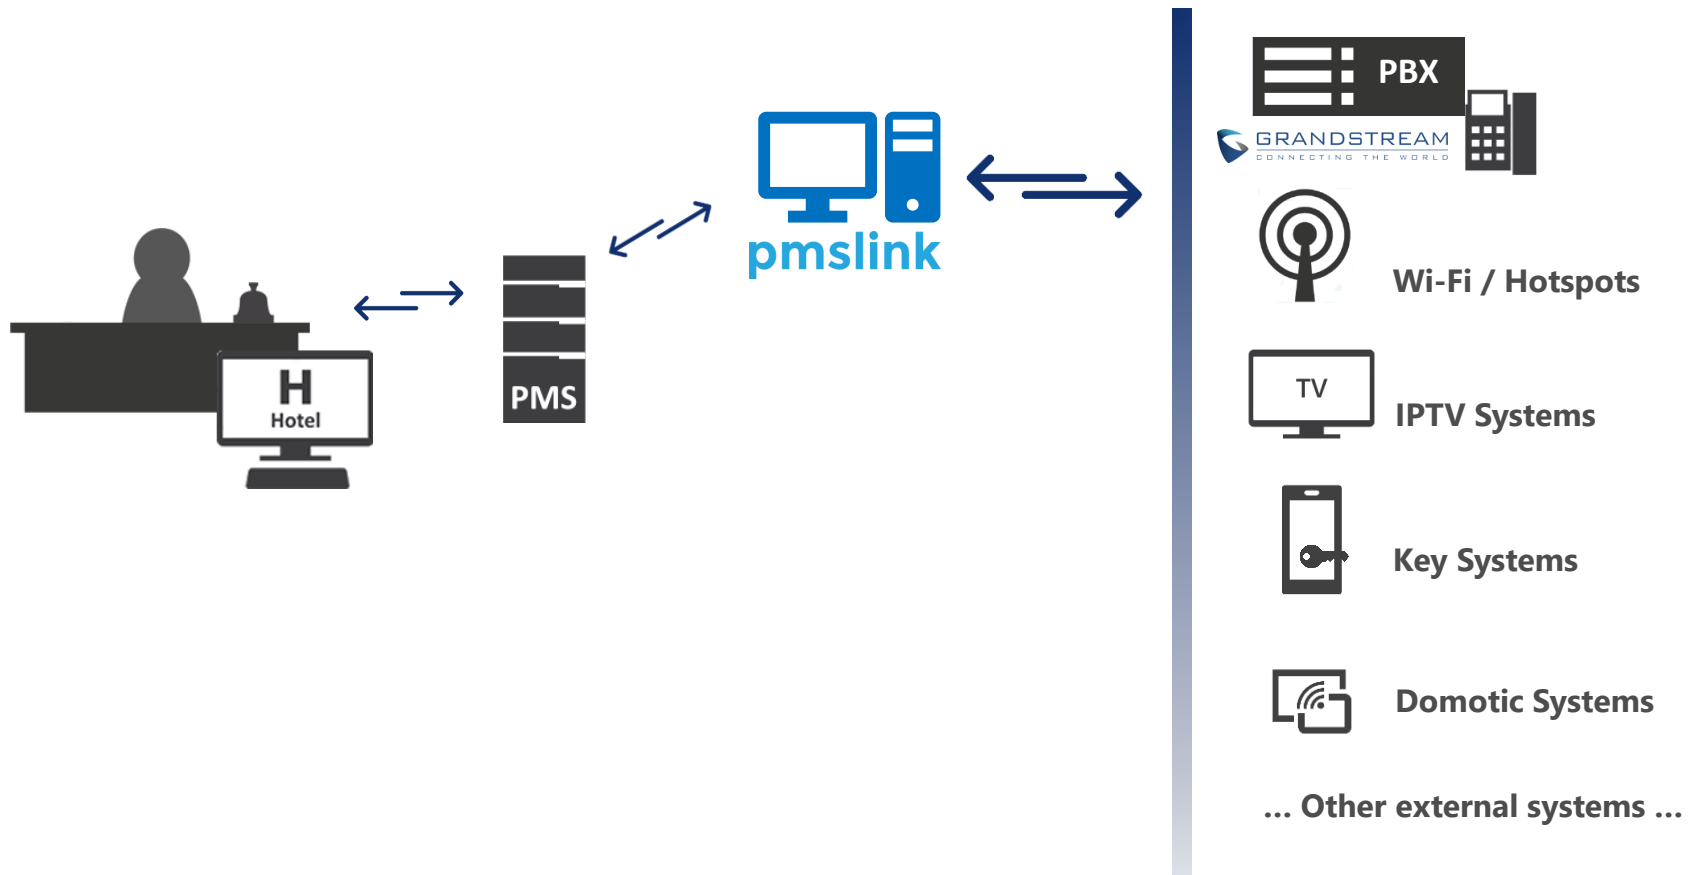 H
Hotel
PMS
pmslink
PBX
GRANDSTREAM
CONNECTING THE WORLD
Wi-Fi / Hotspots
TV
IPTV Systems
Key Systems
Domotic Systems
... Other external systems ...